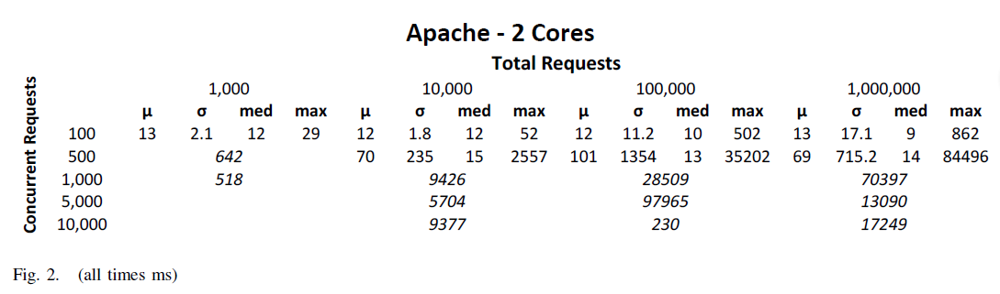 Apache - 2 Cores
Total Requests
Concurrent Requests
1,000 10,000 100,000 1,000,000
μ σ med max μ σ med max μ σ med max μ σ med max
100 13 2.1 12 29 12 1.8 12 52 12 11.2 10 502 13 17.1 9 862
500 642 70 235 15 2557 101 1354 13 35202 69 715.2 14 84496
1,000 518 9426 28509 70397
5,000 5704 97965 13090
10,000 9377 230 17249
Fig. 2. (all times ms)